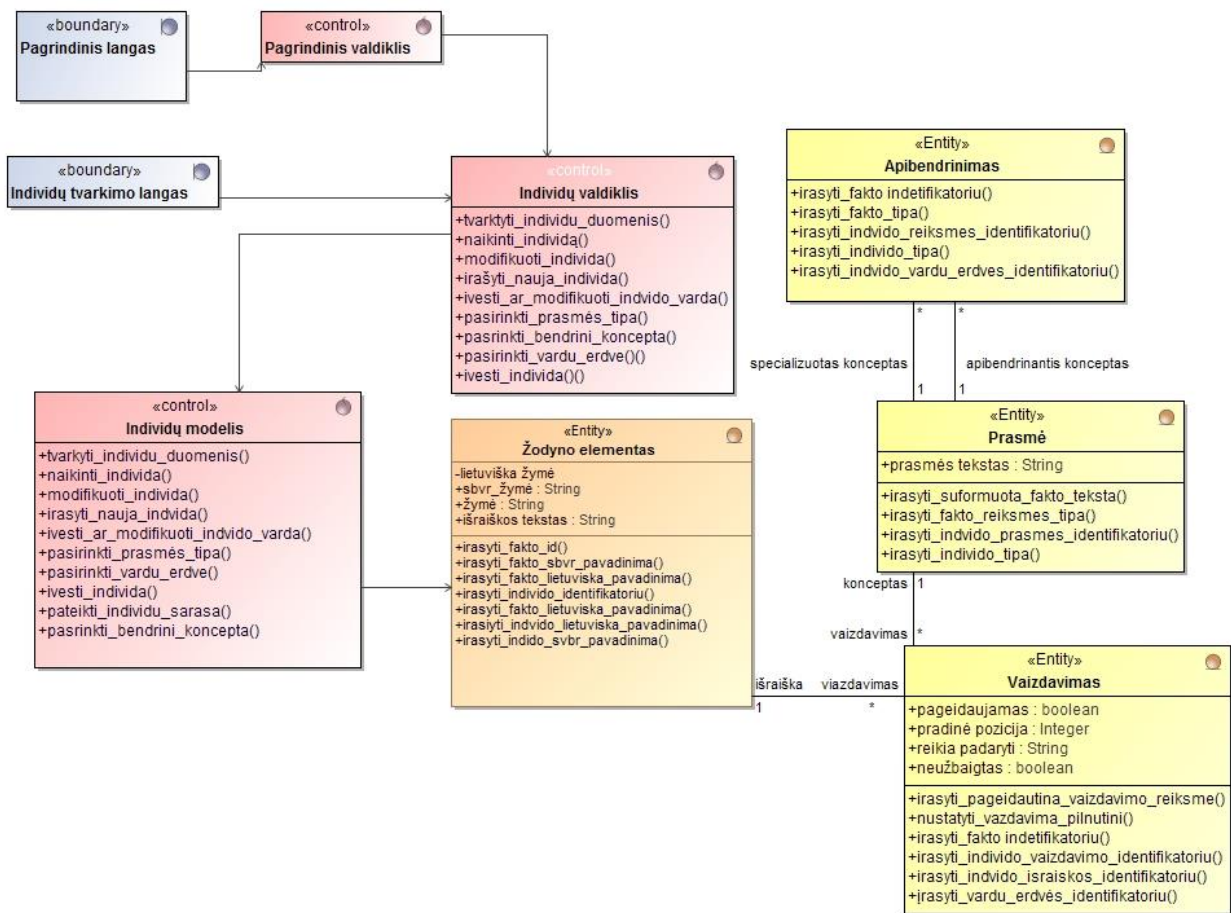 «boundary»
Pagrindinis langas
«control»
Pagrindinis valdiklis
«boundary»
Individų tvarkimo langas
«control»
Individų valdiklis
+tvarktyti_individu_duomenis()
+naikinti_individą()
+modifikuoti_individa()
+irašyti_nauja_individa()
+ivesti_ar_modifikuoti_indvido_varda()
+pasirinkti_prasmės_tipa()
+pasrinkti_bendrini_koncepta()
+pasirinkti_vardu_erdve()()
+ivesti_individa()()
«Entity»
Apibendrinimas
+irasyti_fakto indetifikatoriu()
+irasyti_fakto_tipa()
+irasyti_indvido_reiksmes_identifikatoriu()
+irasyti_individo_tipa()
+irasyti_indvido_vardu_erdves_identifikatoriu()
*
*
specializuotas konceptas
apibendrinantis konceptas
1
1
«control»
Individų modelis
+tvarkyti_individu_duomenis()
+naikinti_individa()
+modifikuoti_individa()
+irasyti_nauja_indvida()
+ivesti_ar_modifikuoti_indvido_varda()
+pasirinkti_prasmės_tipa()
+pasirinkti_vardu_erdve()
+ivesti_individa()
+pateikti_individu_sarasa()
+pasrinkti_bendrini_koncepta()
«Entity»
Žodyno elementas
-lietuviška žymė
+sbvr_žymė : String
+žymė : String
+išraiškos tekstas : String
+irasyti_fakto_id()
+irasyti_fakto_sbvr_pavadinima()
+irasyti_fakto_lietuviska_pavadinima()
+irasyti_individo_identifikatoriu()
+irasyti_fakto_lietuviska_pavadinima()
+irasiyti_indvido_lietuviska_pavadinima()
+irasyti_indido_svbr_pavadinima()
«Entity»
Prasmė
+prasmės tekstas : String
+irasyti_suformuota_fakto_teksta()
+irasyti_fakto_reiksmes_tipa()
+irasyti_indvido_prasmes_identifikatoriu()
+irasyti_individo_tipa()
konceptas
1
vaizdavimas
*
išraiška
viazdavimas
1
*
«Entity»
Vaizdavimas
+pageidaujamas : boolean
+pradinė pozicija : Integer
+reikia padaryti : String
+neužbaigtas : boolean
+irasyti_pageidautina_vaizdavimo_reiksme()
+nustatyti_vazdavima_pilnutini()
+irasyti_fakto indetifikatoriu()
+irasyti_individo_vaizdavimo_identifikatoriu()
+irasyti_indvido_israiskos_identifikatoriu()
+įrasyti_vardu_erdvės_identifikatoriu()